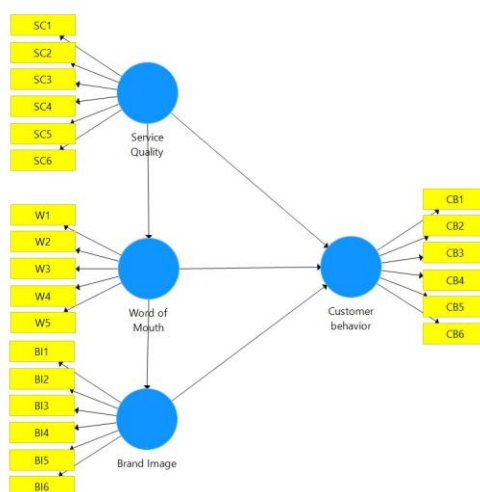 SC1
SC2
SC3
SC4
SC5
SC6
Service
Quality
W1
W2
W3
W4
W5
Word of
Mouth
BI1
BI2
BI3
BI4
BI5
BI6
Brand Image
CB1
CB2
CB3
CB4
CB5
CB6
Customer
behavior